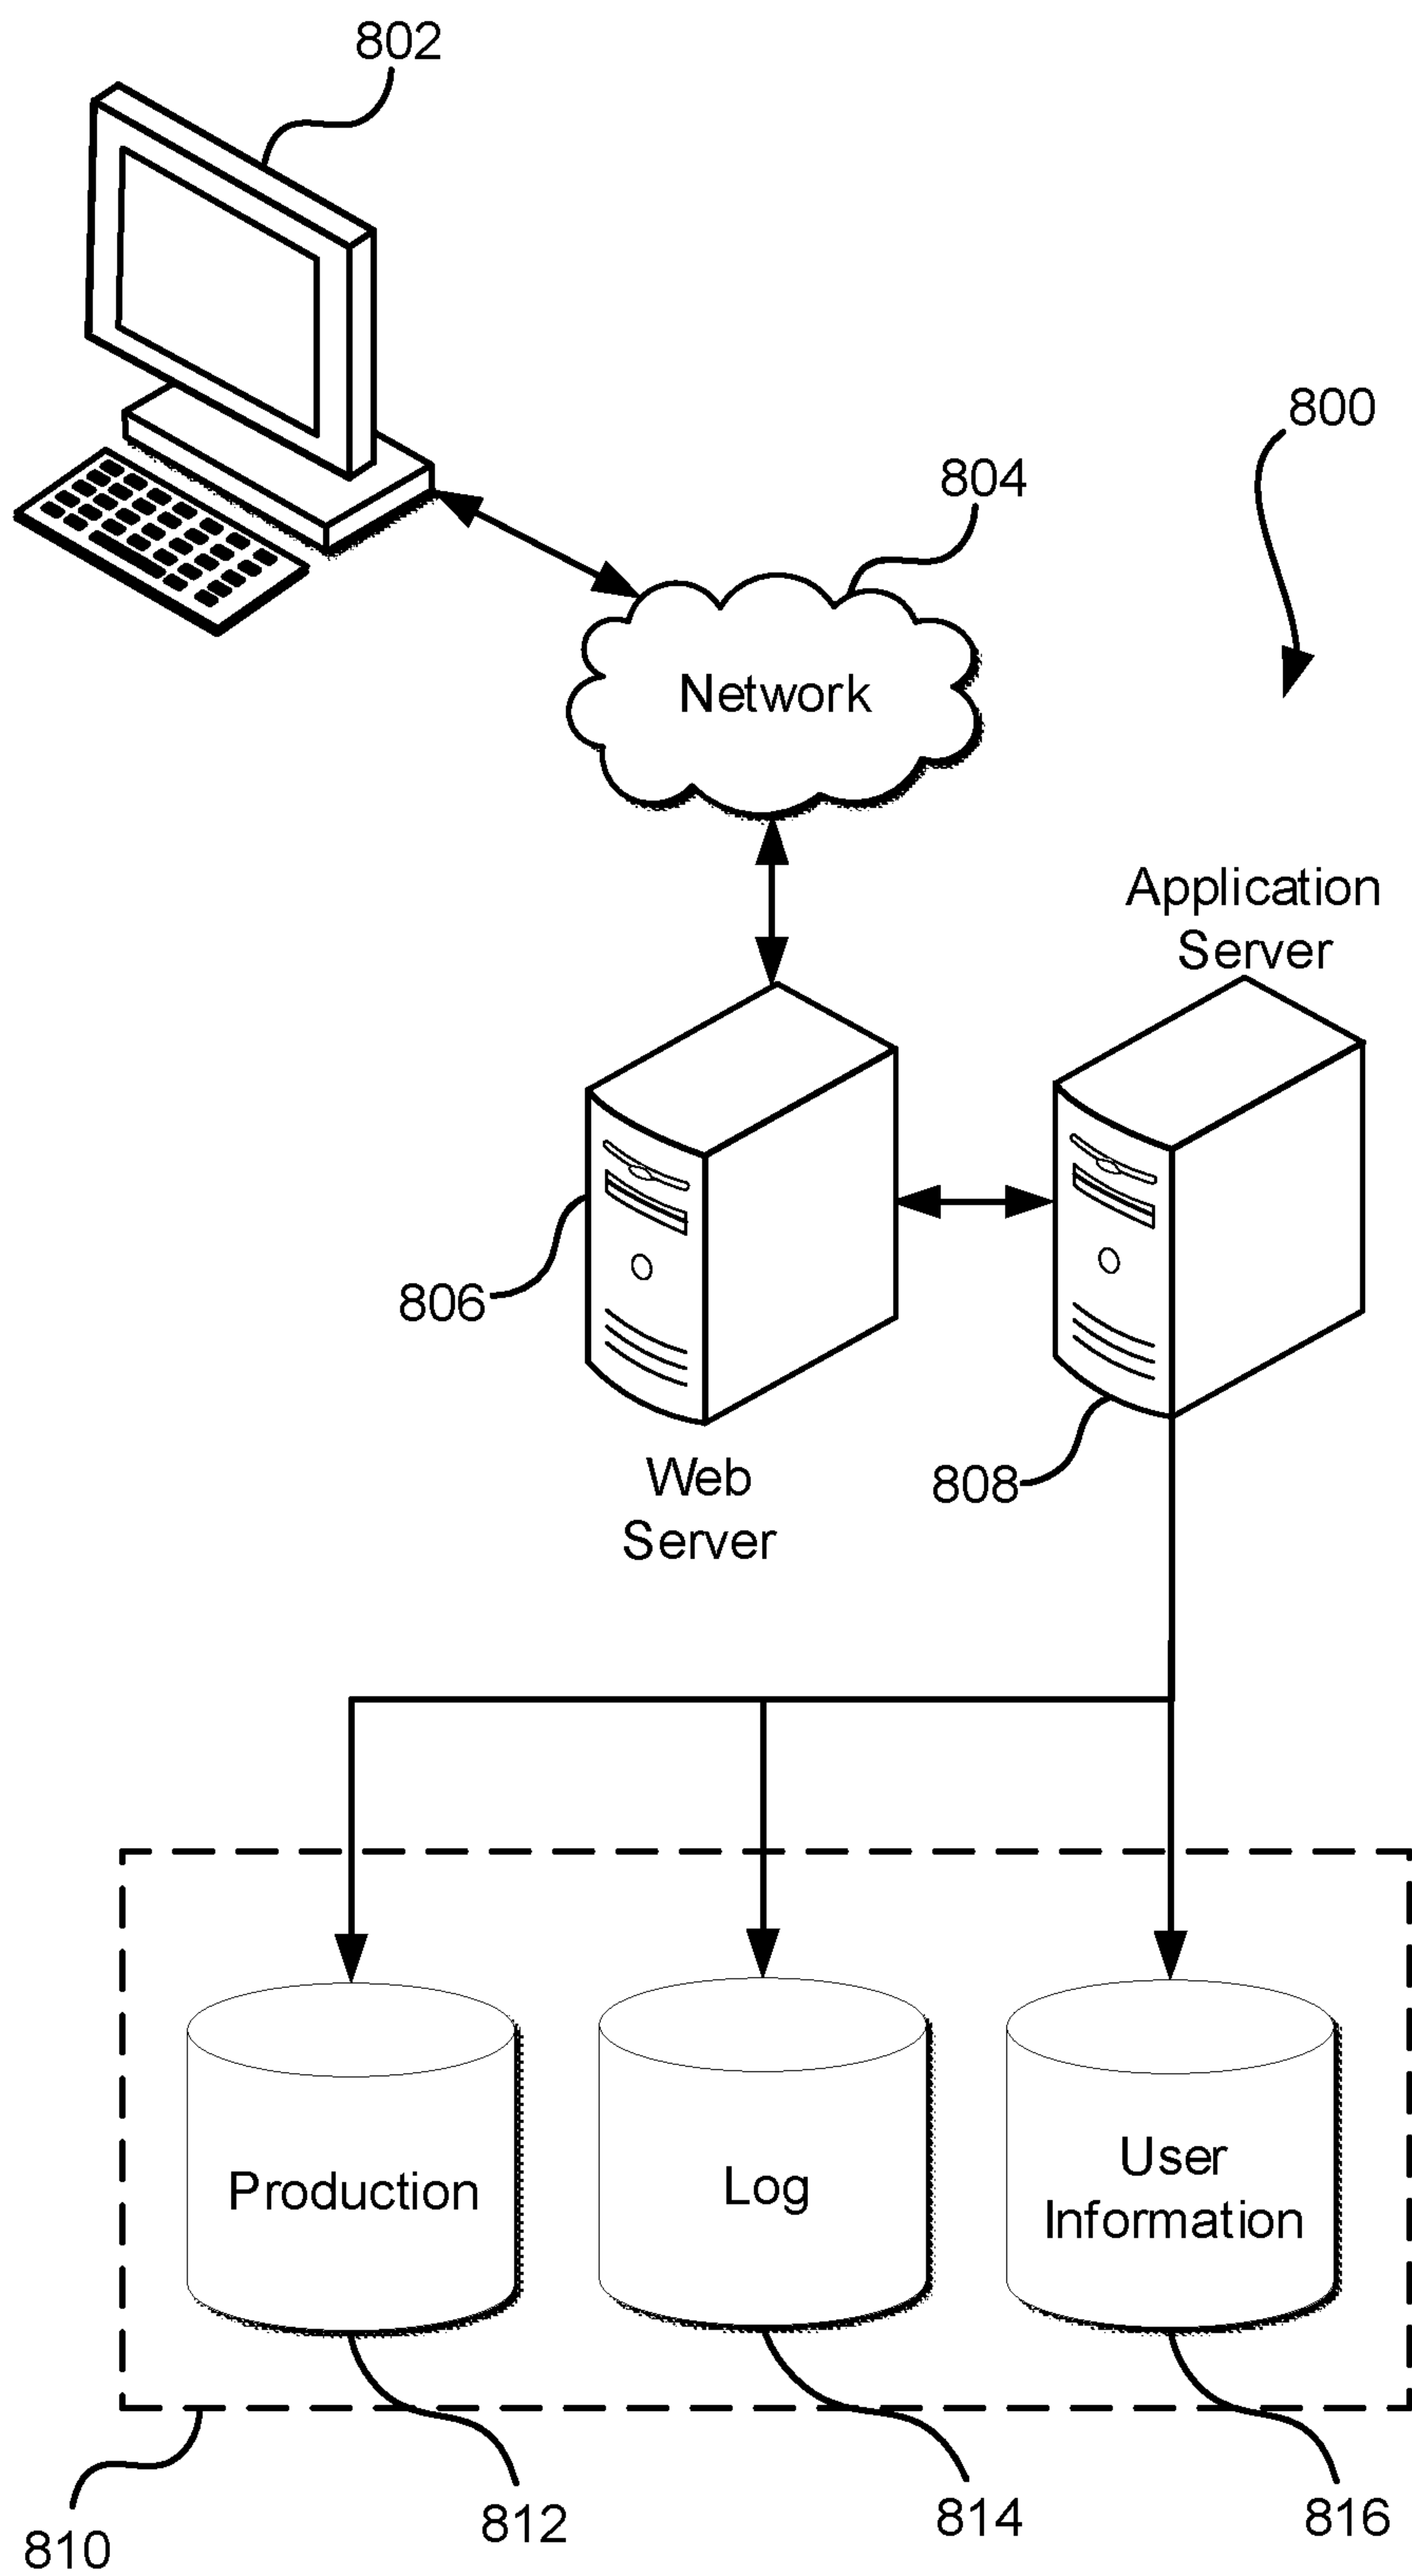 802
800
804
Network
Application
Server
806
Web
Server
808
Production
Log
User
Information
810
812
814
816